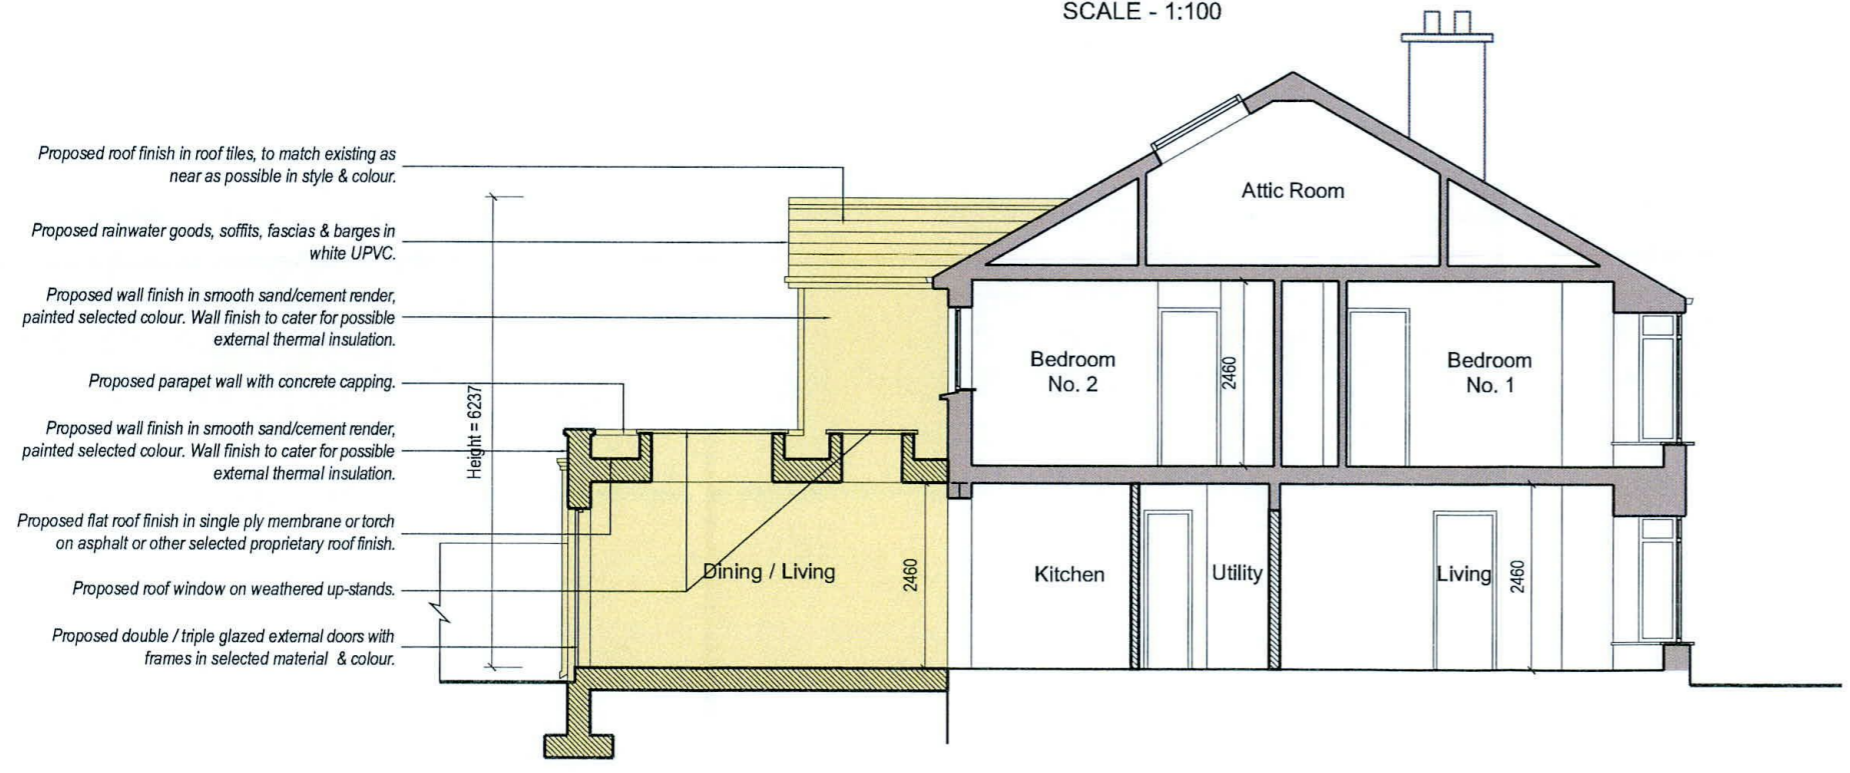 SCALE - 1:100
Proposed roof finish in roof tiles, to match existing as
near as possible in style & colour.
Proposed rainwater goods, soffits, fascias & barges in
white UPVC.
Proposed wall finish in smooth sand/cement render,
painted selected colour. Wall finish to cater for possible
external thermal insulation.
Proposed parapet wall with concrete capping.
Proposed wall finish in smooth sand/cement render,
painted selected colour. Wall finish to cater for possible
external thermal insulation.
Proposed flat roof finish in single ply membrane or torch
on asphalt or other selected proprietary roof finish.
Proposed roof window on weathered up-stands.
Proposed double / triple glazed external doors with
frames in selected material & colour.
Height = 6237
Attic Room
Bedroom
No. 2
2460
Bedroom
No. 1
Dining / Living
2460
Kitchen
Utility
Living
2460